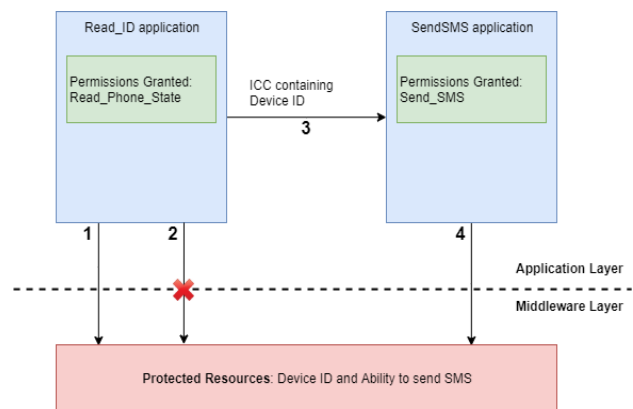 Read_ID application
SendSMS application
Permissions Granted:
Read_Phone_State
ICC containing
Device ID
3
Permissions Granted:
Send_SMS
1
2
4
Application Layer
Middleware Layer
Protected Resources: Device ID and Ability to send SMS